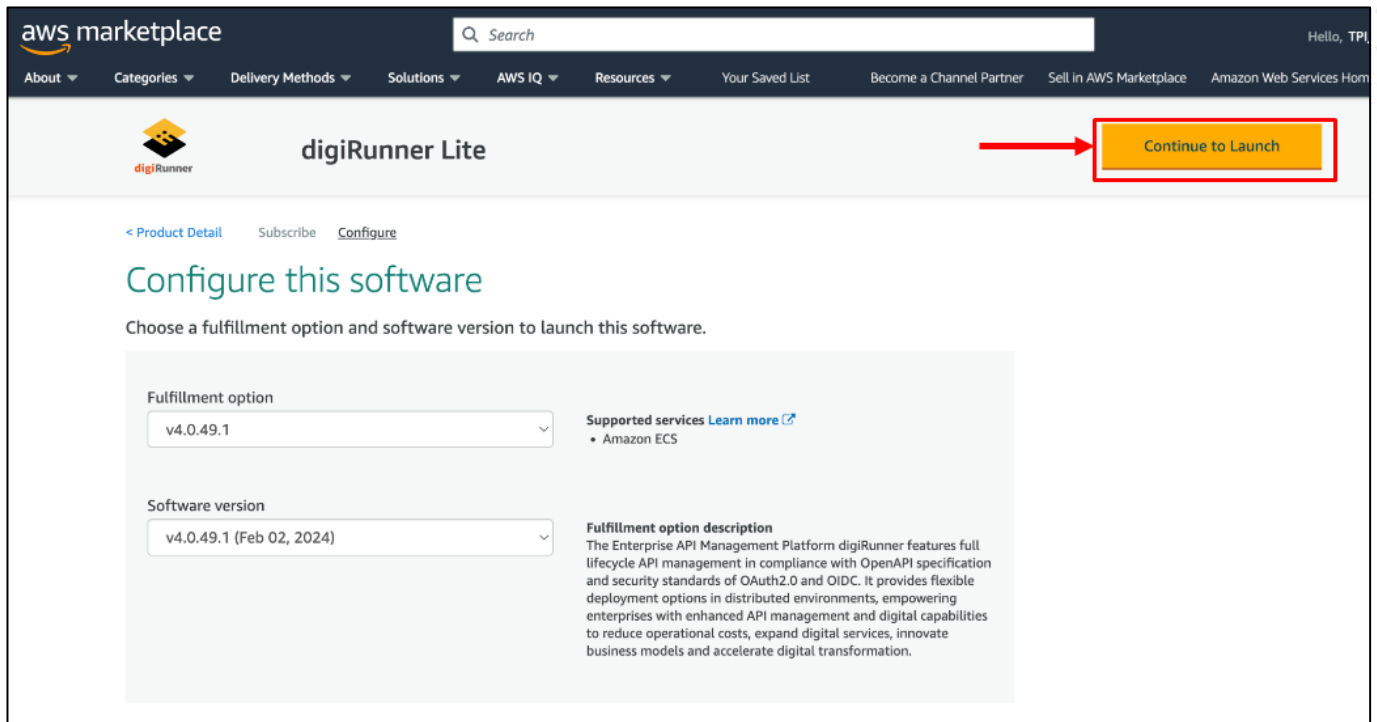 aws marketplace
Search
Hello, TPI
About
Categories
Delivery Methods
Solutions
AWS IQ
Resources
Your Saved List
Become a Channel Partner
Sell in AWS Marketplace
Amazon Web Services Hom
digiRunner
digiRunner Lite
Continue to Launch
< Product Detail
Subscribe
Configure
Configure this software
Choose a fulfillment option and software version to launch this software.
Fulfillment option
v4.0.49.1
Supported services Learn more
• Amazon ECS
Software version
v4.0.49.1 (Feb 02, 2024)
Fulfillment option description
The Enterprise API Management Platform digiRunner features full
lifecycle API management in compliance with OpenAPI specification
and security standards of OAuth2.0 and OIDC. It provides flexible
deployment options in distributed environments, empowering
enterprises with enhanced API management and digital capabilities
to reduce operational costs, expand digital services, innovate
business models and accelerate digital transformation.